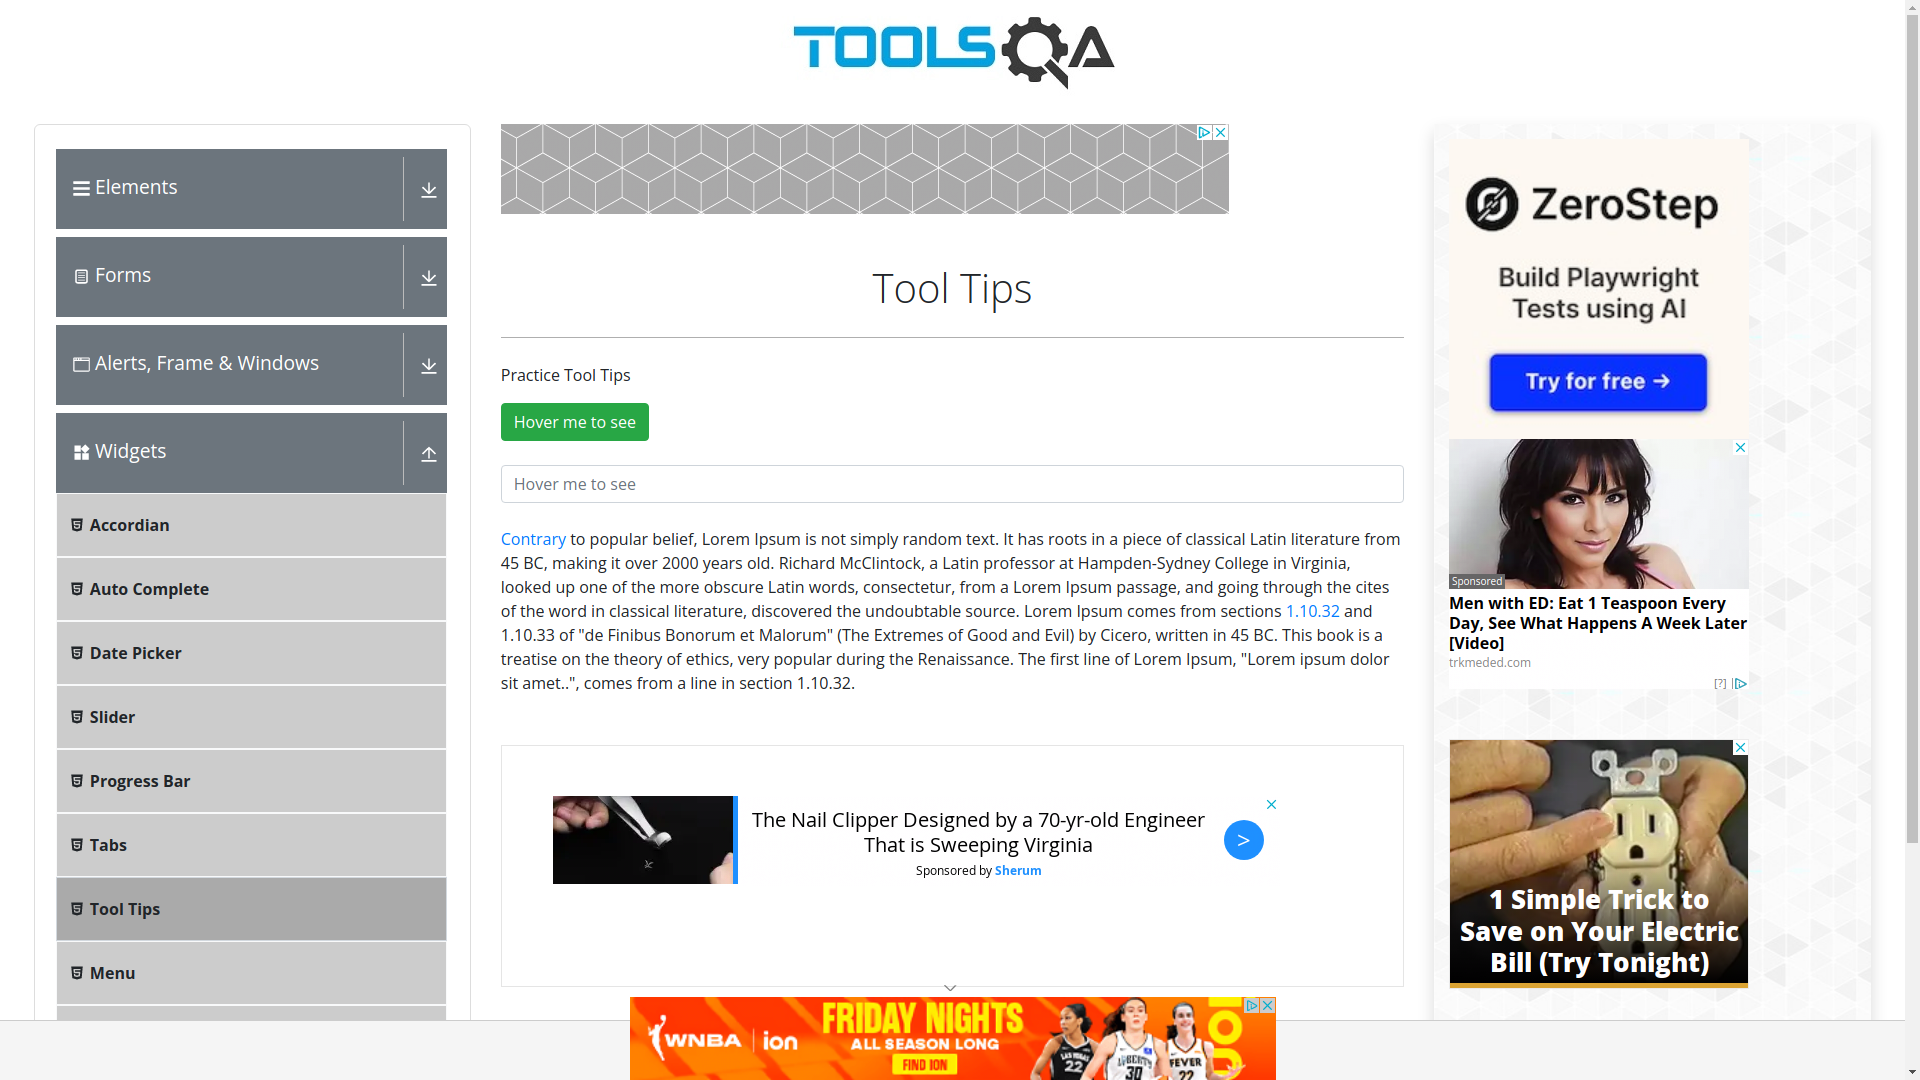 TOOLSQA
Elements
Forms
Alerts, Frame & Windows
Widgets
Accordian
Auto Complete
Date Picker
Slider
Progress Bar
Tabs
Tool Tips
Menu
Tool Tips
Practice Tool Tips
Hover me to see
Hover me to see
Contrary to popular belief, Lorem Ipsum is not simply random text. It has roots in a piece of classical Latin literature from
45 BC, making it over 2000 years old. Richard McClintock, a Latin professor at Hampden-Sydney College in Virginia,
looked up one of the more obscure Latin words, consectetur, from a Lorem Ipsum passage, and going through the cites
of the word in classical literature, discovered the undoubtable source. Lorem Ipsum comes from sections 1.10.32 and
1.10.33 of "de Finibus Bonorum et Malorum" (The Extremes of Good and Evil) by Cicero, written in 45 BC. This book is a
treatise on the theory of ethics, very popular during the Renaissance. The first line of Lorem Ipsum, "Lorem ipsum dolor
sit amet..", comes from a line in section 1.10.32.
The Nail Clipper Designed by a 70-yr-old Engineer
That is Sweeping Virginia
Sponsored by Sherum
>
ZeroStep
Build Playwright
Tests using AI
Try for free →
Sponsored
Men with ED: Eat 1 Teaspoon Every
Day, See What Happens A Week Later
[Video]
trkmeded.com
[?]
1 Simple Trick to
Save on Your Electric
Bill (Try Tonight)
WNBA ion
FRIDAY NIGHTS
ALL SEASON LONG
FIND ION
LAS VEGAS
22
LIBERTY
30
FEVER
22